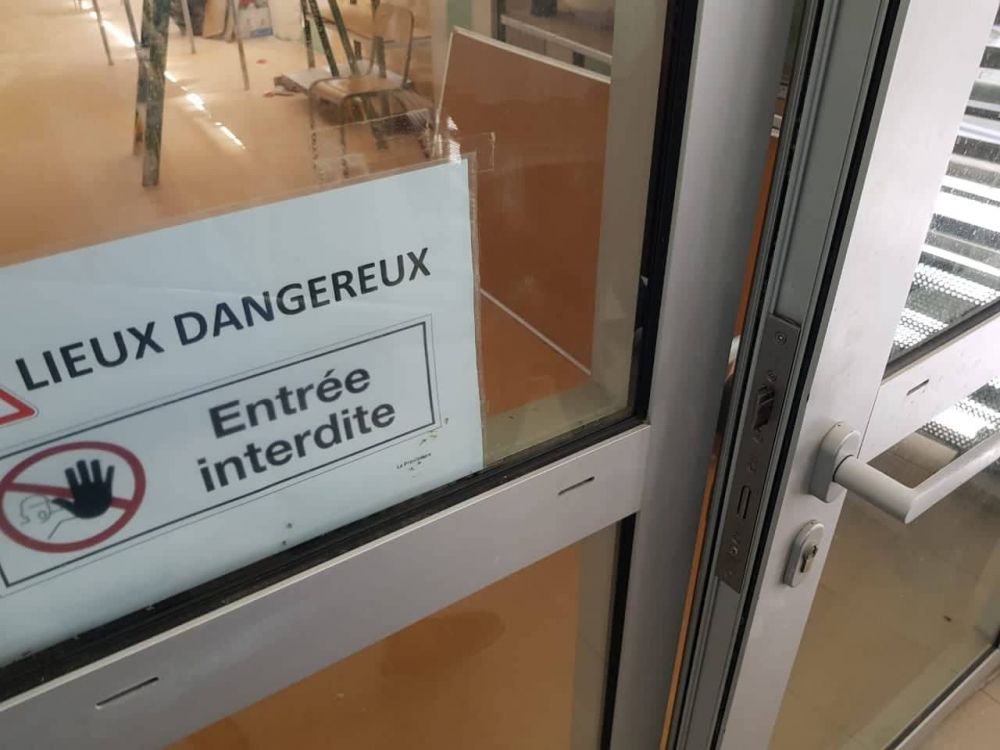 LIEUX DANGEREUX
Entrée
interdite